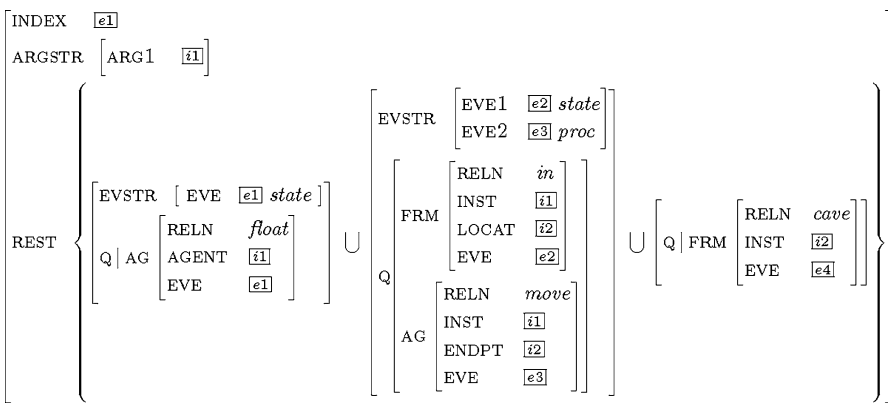 INDEX e1
ARGSTR [ARG1 i1]
REST { [EVSTR [EVE e1 state]
Q | AG [RELN float
AGENT i1
EVE e1]]
∪
[EVSTR [EVE1 e2 state
EVE2 e3 proc]
Q [FRM [RELN in
INST i1
LOCAT i2
EVE e2]
AG [RELN move
INST i1
ENDPT i2
EVE e3]]]
∪
[Q | FRM [RELN cave
INST i2
EVE e4]] }